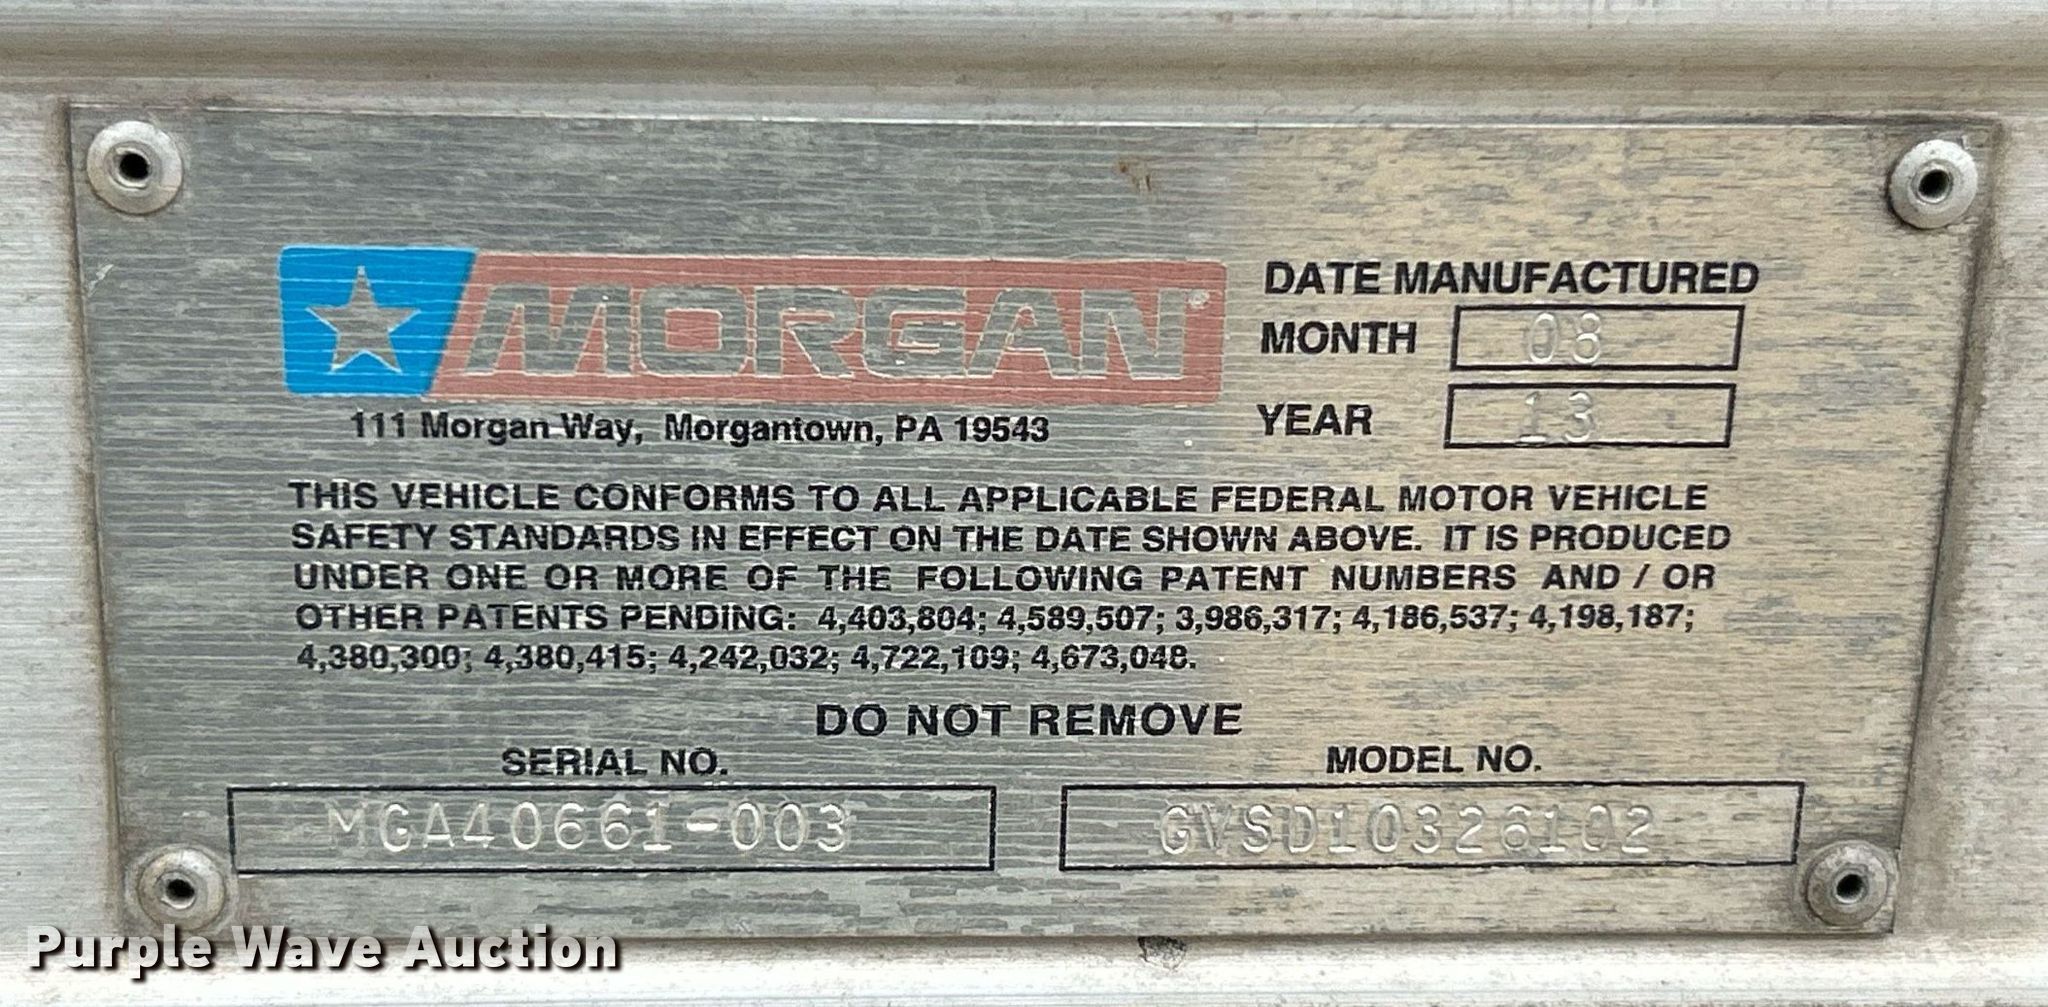 MORGAN®
111 Morgan Way, Morgantown, PA 19543
DATE MANUFACTURED
MONTH 08
YEAR 13
THIS VEHICLE CONFORMS TO ALL APPLICABLE FEDERAL MOTOR VEHICLE
SAFETY STANDARDS IN EFFECT ON THE DATE SHOWN ABOVE. IT IS PRODUCED
UNDER ONE OR MORE OF THE FOLLOWING PATENT NUMBERS AND / OR
OTHER PATENTS PENDING: 4,403,804; 4,589,507; 3,986,317; 4,186,537; 4,198,187;
4,380,300; 4,380,415; 4,242,032; 4,722,109; 4,673,048.
DO NOT REMOVE
SERIAL NO. MODEL NO.
MGA40661-003 GVSD10326102
Purple Wave Auction